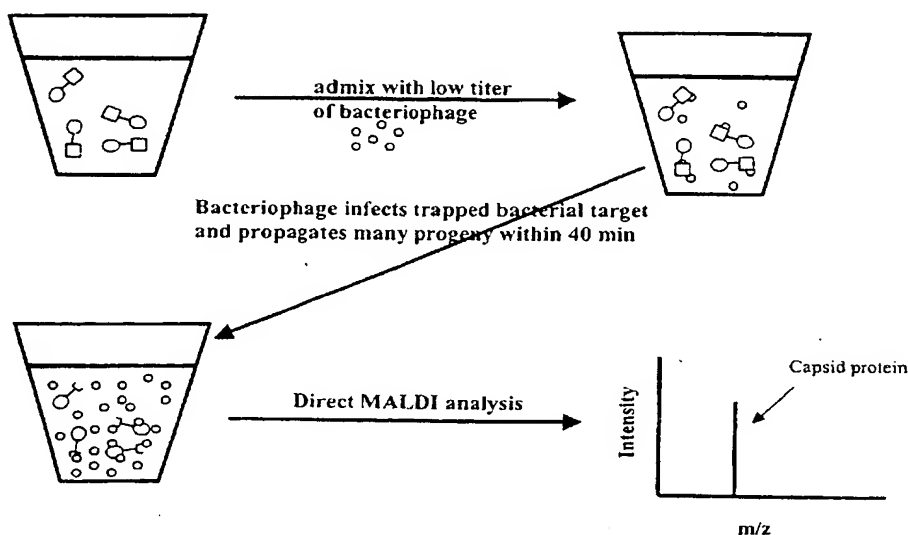 admix with low titer
of bacteriophage
Bacteriophage infects trapped bacterial target
and propagates many progeny within 40 min
Direct MALDI analysis
Capsid protein
Intensity
m/z